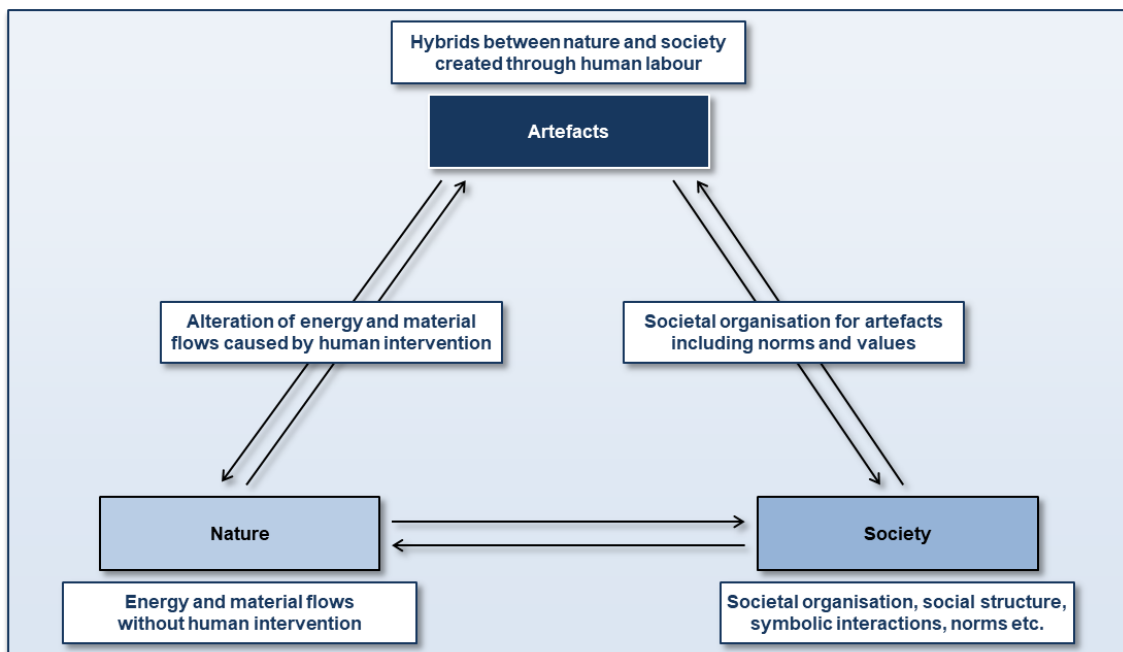 Hybrids between nature and society
created through human labour
Artefacts
Alteration of energy and material
flows caused by human intervention
Societal organisation for artefacts
including norms and values
Nature
Society
Energy and material flows
without human intervention
Societal organisation, social structure,
symbolic interactions, norms etc.